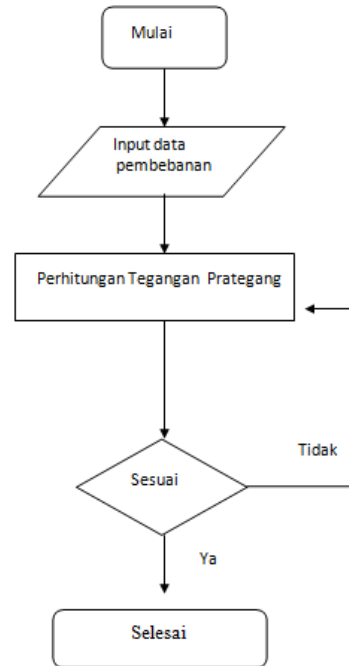 Mulai
Input data
pembebanan
Perhitungan Tegangan Prategang
Tidak
Sesuai
Ya
Selesai